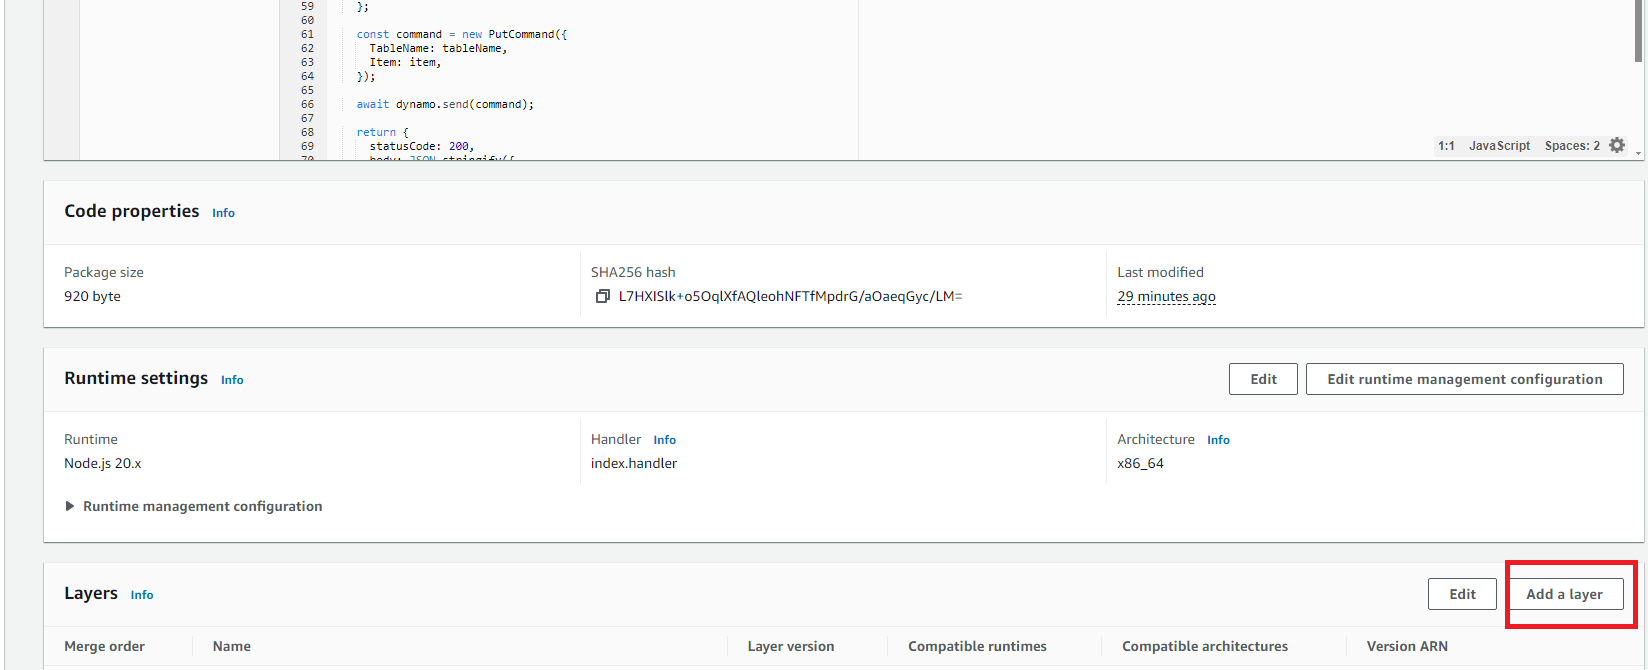 59 };
60
61 const command = new PutCommand({
62 TableName: tableName,
63 Item: item,
64 });
65
66 await dynamo.send(command);
67
68 return {
69 statusCode: 200,
70 body: JSON.stringify({
1:1 JavaScript Spaces: 2
Code properties Info
Package size SHA256 hash Last modified
920 byte L7HXISlk+o5OqlXfAQleohNFTfMpdrG/aOaeqGyc/LM= 29 minutes ago
Runtime settings Info Edit Edit runtime management configuration
Runtime Handler Info Architecture Info
Node.js 20.x index.handler x86_64
Runtime management configuration
Layers Info Edit Add a layer
Merge order Name Layer version Compatible runtimes Compatible architectures Version ARN